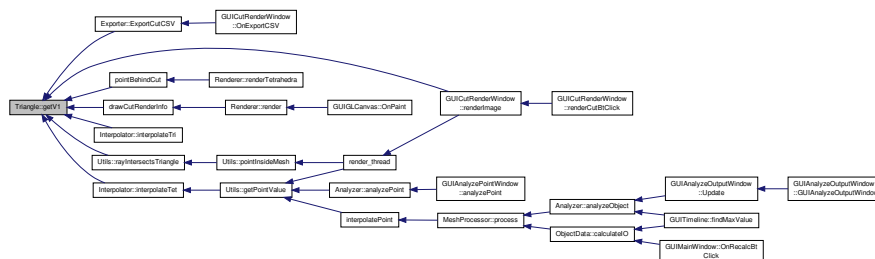 Exporter::ExportCutCSV
GUICutRenderWindow
::OnExportCSV
pointBehindCut
Renderer::renderTetrahedra
GUICutRenderWindow
::renderImage
GUICutRenderWindow
::renderCutBtClick
Triangle::getV1
drawCutRenderInfo
Renderer::render
GUIGLCanvas::OnPaint
Interpolator::interpolateTri
Utils::rayIntersectsTriangle
Utils::pointInsideMesh
render_thread
Interpolator::interpolateTet
Utils::getPointValue
Analyzer::analyzePoint
GUIAnalyzePointWindow
::analyzePoint
GUIAnalyzeOutputWindow
::Update
GUIAnalyzeOutputWindow
::GUIAnalyzeOutputWindow
interpolatePoint
MeshProcessor::process
Analyzer::analyzeObject
GUITimeline::findMaxValue
ObjectData::calculateIO
GUIMainWindow::OnRecalcBt
Click